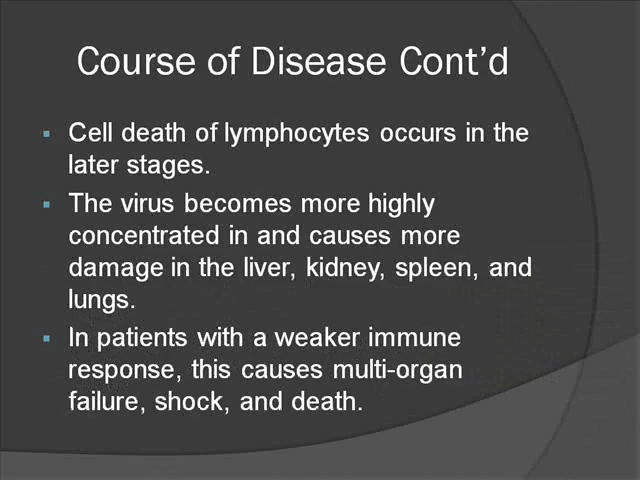 Course of Disease Cont’d
▪ Cell death of lymphocytes occurs in the
later stages.
▪ The virus becomes more highly
concentrated in and causes more
damage in the liver, kidney, spleen, and
lungs.
▪ In patients with a weaker immune
response, this causes multi-organ
failure, shock, and death.